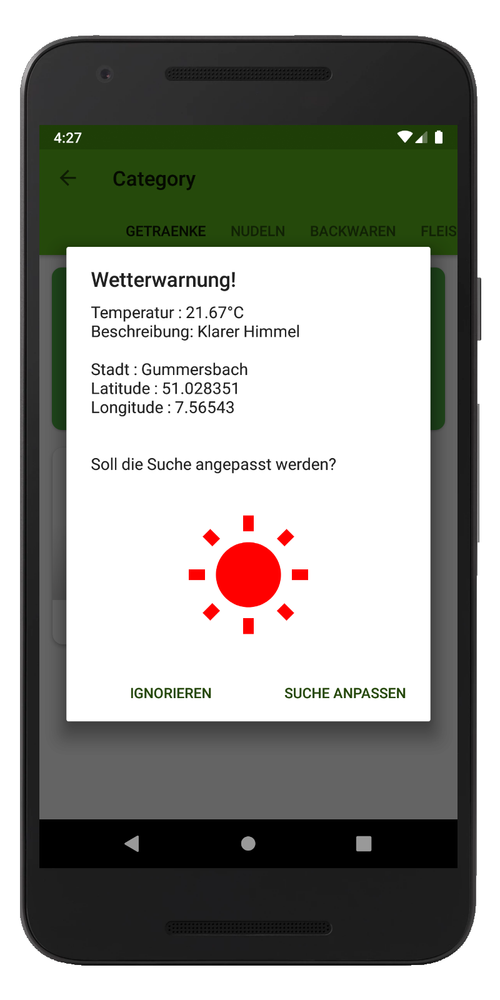 4:27
Category
GETRAENKE NUDELN BACKWAREN FLEIS
Wetterwarnung!
Temperatur : 21.67°C
Beschreibung: Klarer Himmel
Stadt : Gummersbach
Latitude : 51.028351
Longitude : 7.56543
Soll die Suche angepasst werden?
IGNORIEREN SUCHE ANPASSEN